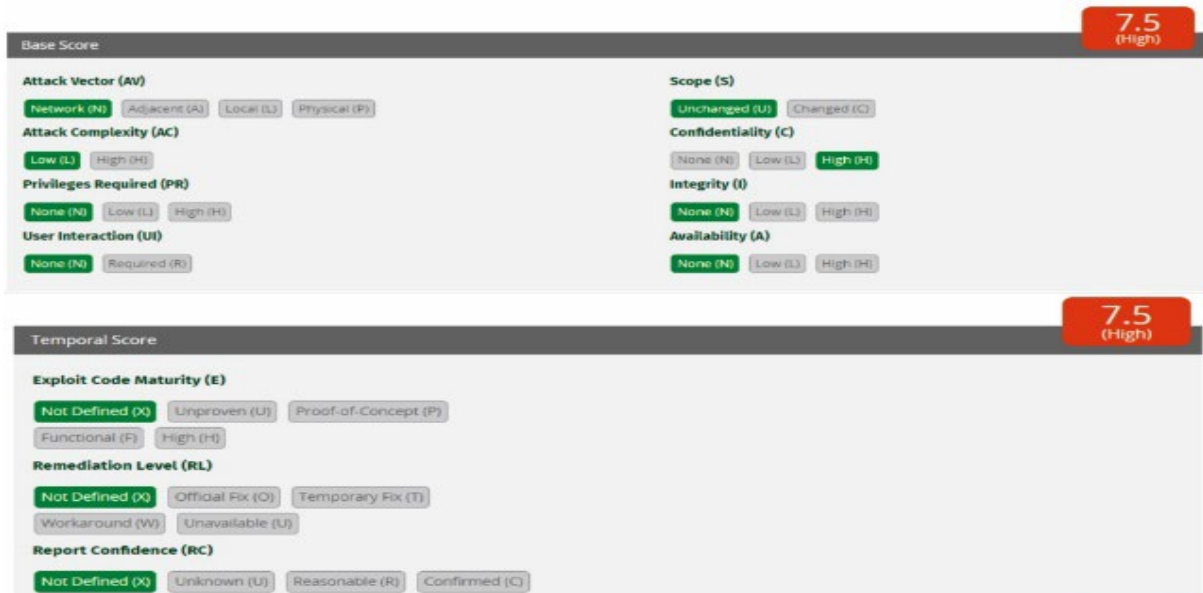 7.5
(High)
Base Score
Attack Vector (AV)
Network (N) Adjacent (A) Local (L) Physical (P)
Attack Complexity (AC)
Low (L) High (H)
Privileges Required (PR)
None (N) Low (L) High (H)
User Interaction (UI)
None (N) Required (R)
Scope (S)
Unchanged (U) Changed (C)
Confidentiality (C)
None (N) Low (L) High (H)
Integrity (I)
None (N) Low (L) High (H)
Availability (A)
None (N) Low (L) High (H)
7.5
(High)
Temporal Score
Exploit Code Maturity (E)
Not Defined (X) Unproven (U) Proof-of-Concept (P)
Functional (F) High (H)
Remediation Level (RL)
Not Defined (X) Official Fix (O) Temporary Fix (T)
Workaround (W) Unavailable (U)
Report Confidence (RC)
Not Defined (X) Unknown (U) Reasonable (R) Confirmed (C)